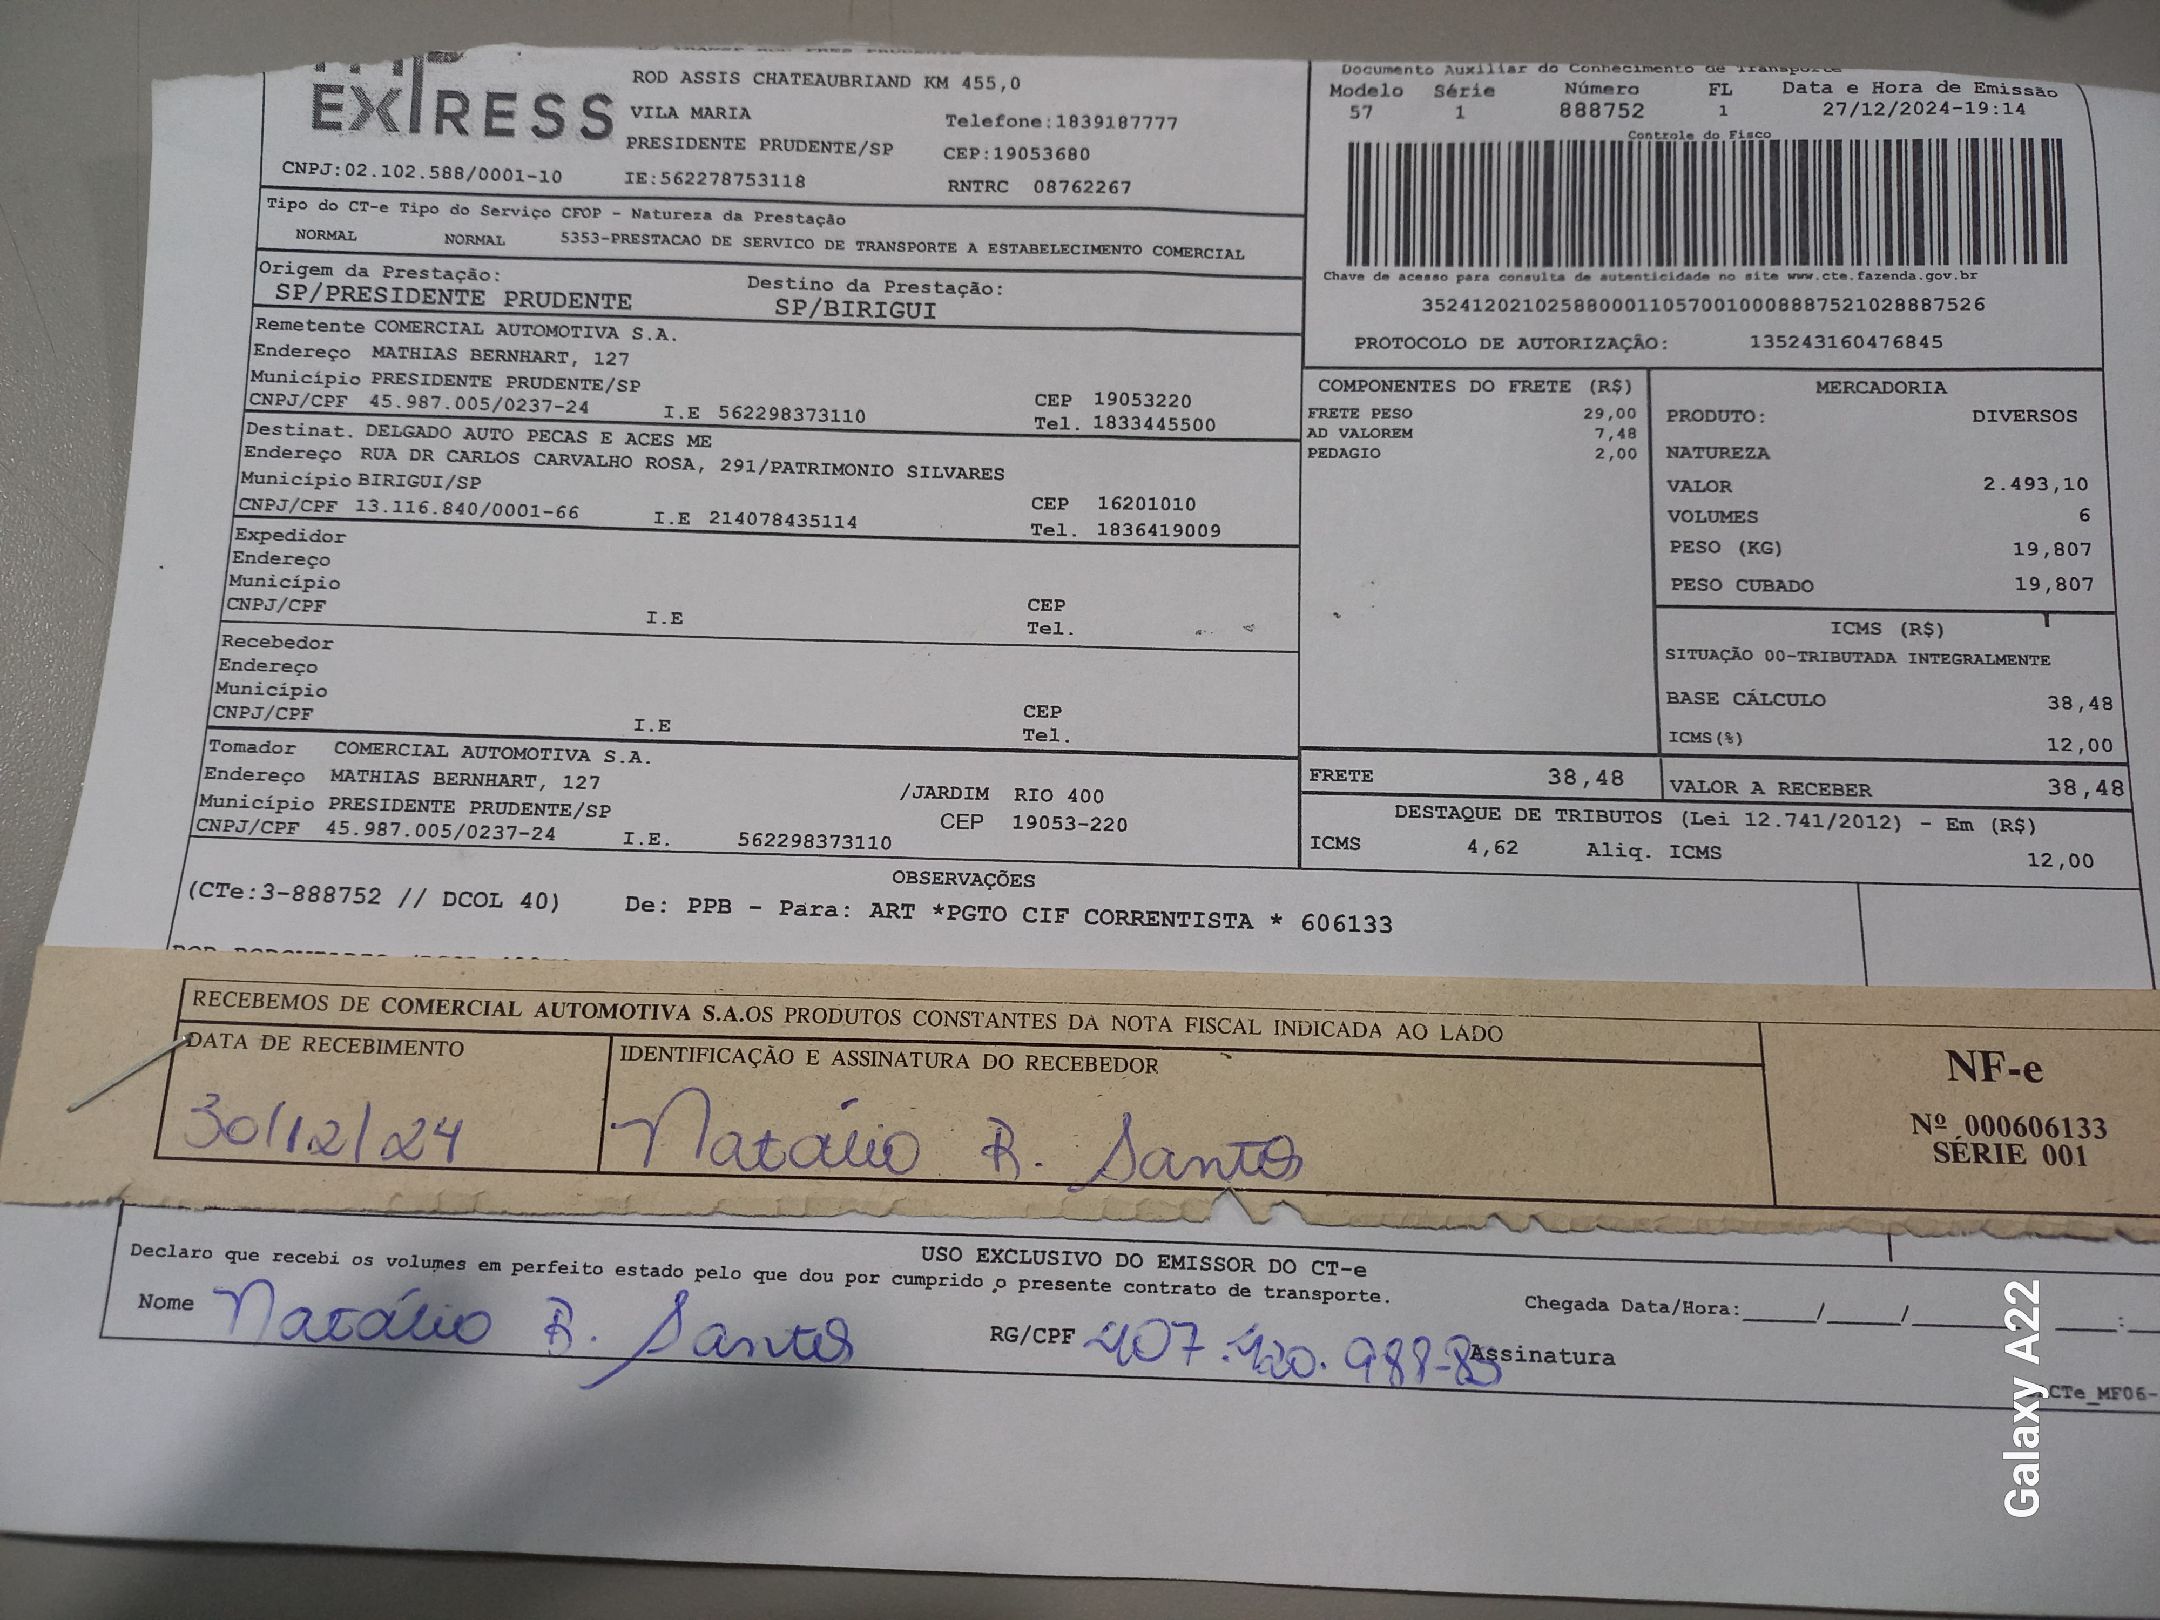 EXPRESS
ROD ASSIS CHATEAUBRIAND KM 455,0
VILA MARIA
Telefone:1839187777
PRESIDENTE PRUDENTE/SP
CEP:19053680
CNPJ:02.102.588/0001-10
IE:562278753118
RNTRC 08762267
Documento Auxiliar do Conhecimento de Transporte
Modelo Série Número FL Data e Hora de Emissão
57 1 888752 1 27/12/2024-19:14
Controle do Fisco
Chave de acesso para consulta de autenticidade no site www.cte.fazenda.gov.br
35241202102588000110570010008887521028887526
PROTOCOLO DE AUTORIZAÇÃO: 135243160476845
Tipo do CT-e Tipo do Serviço CFOP - Natureza da Prestação
NORMAL NORMAL 5353-PRESTACAO DE SERVICO DE TRANSPORTE A ESTABELECIMENTO COMERCIAL
Origem da Prestação: Destino da Prestação:
SP/PRESIDENTE PRUDENTE SP/BIRIGUI
Remetente COMERCIAL AUTOMOTIVA S.A.
Endereço MATHIAS BERNHART, 127
Município PRESIDENTE PRUDENTE/SP CEP 19053220
CNPJ/CPF 45.987.005/0237-24 I.E 562298373110 Tel. 1833445500
Destinat. DELGADO AUTO PECAS E ACES ME
Endereço RUA DR CARLOS CARVALHO ROSA, 291/PATRIMONIO SILVARES
Município BIRIGUI/SP CEP 16201010
CNPJ/CPF 13.116.840/0001-66 I.E 214078435114 Tel. 1836419009
Expedidor
Endereço
Município CEP
CNPJ/CPF I.E Tel.
Recebedor
Endereço
Município CEP
CNPJ/CPF I.E Tel.
Tomador COMERCIAL AUTOMOTIVA S.A.
Endereço MATHIAS BERNHART, 127 /JARDIM RIO 400
Município PRESIDENTE PRUDENTE/SP CEP 19053-220
CNPJ/CPF 45.987.005/0237-24 I.E. 562298373110
COMPONENTES DO FRETE (R$)
FRETE PESO 29,00
AD VALOREM 7,48
PEDAGIO 2,00
MERCADORIA
PRODUTO: DIVERSOS
NATUREZA
VALOR 2.493,10
VOLUMES 6
PESO (KG) 19,807
PESO CUBADO 19,807
ICMS (R$)
SITUAÇÃO 00-TRIBUTADA INTEGRALMENTE
BASE CÁLCULO 38,48
ICMS(%) 12,00
FRETE 38,48 VALOR A RECEBER 38,48
DESTAQUE DE TRIBUTOS (Lei 12.741/2012) - Em (R$)
ICMS 4,62 Aliq. ICMS 12,00
OBSERVAÇÕES
(CTe:3-888752 // DCOL 40) De: PPB - Para: ART *PGTO CIF CORRENTISTA * 606133
RECEBEMOS DE COMERCIAL AUTOMOTIVA S.A.OS PRODUTOS CONSTANTES DA NOTA FISCAL INDICADA AO LADO
DATA DE RECEBIMENTO IDENTIFICAÇÃO E ASSINATURA DO RECEBEDOR
30/12/24 Natálio R. Santos
NF-e
Nº 000606133
SÉRIE 001
USO EXCLUSIVO DO EMISSOR DO CT-e
Declaro que recebi os volumes em perfeito estado pelo que dou por cumprido o presente contrato de transporte.
Nome Natálio R. Santos RG/CPF 407.420.988-83 Assinatura
Chegada Data/Hora:____/____/______ ____:__
CTe_MF06-
Galaxy A22